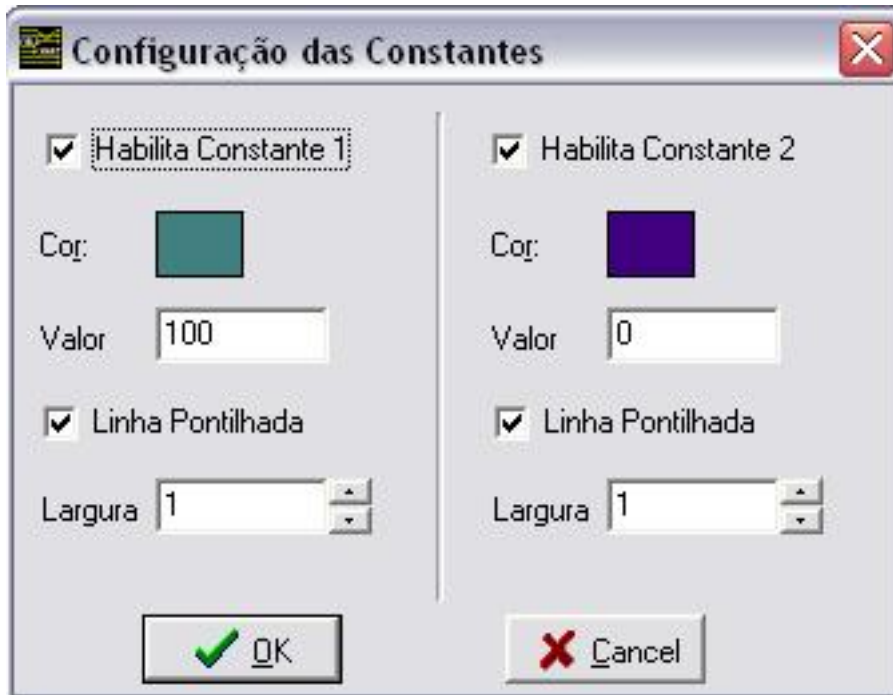 Configuração das Constantes
Habilita Constante 1
Cor:
Valor 100
Linha Pontilhada
Largura 1
Habilita Constante 2
Cor:
Valor 0
Linha Pontilhada
Largura 1
OK
Cancel